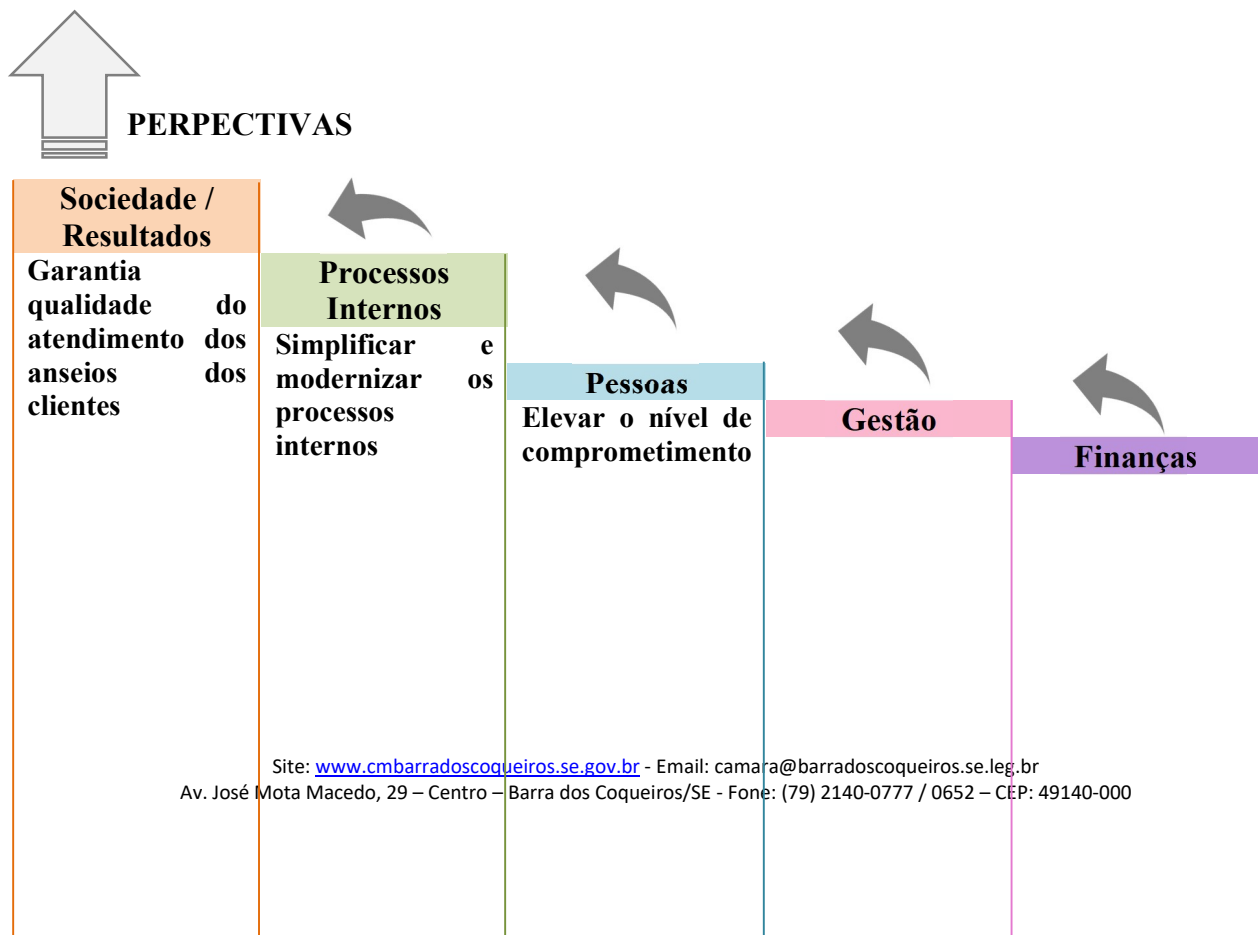 PERPECTIVAS
Sociedade /
Resultados
Garantia
qualidade do
atendimento dos
anseios dos
clientes
Processos
Internos
Simplificar e
modernizar os
processos
internos
Pessoas
Elevar o nível de
comprometimento
Gestão
Finanças
Site: www.cmbarradoscoqueiros.se.gov.br - Email: camara@barradoscoqueiros.se.leg.br
Av. José Mota Macedo, 29 – Centro – Barra dos Coqueiros/SE - Fone: (79) 2140-0777 / 0652 – CEP: 49140-000